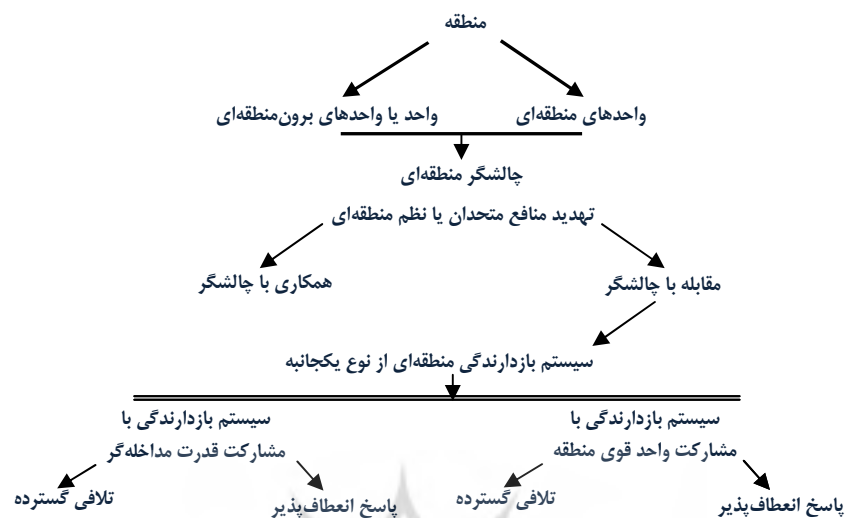 منطقه
واحدهای منطقه‌ای
واحد یا واحدهای برون‌منطقه‌ای
چالشگر منطقه‌ای
تهدید منافع متحدان یا نظم منطقه‌ای
مقابله با چالشگر
همکاری با چالشگر
سیستم بازدارندگی منطقه‌ای از نوع یکجانبه
سیستم بازدارندگی با
مشارکت واحد قوی منطقه
سیستم بازدارندگی با
مشارکت قدرت مداخله‌گر
پاسخ انعطاف‌پذیر
تلافی گسترده
پاسخ انعطاف‌پذیر
تلافی گسترده